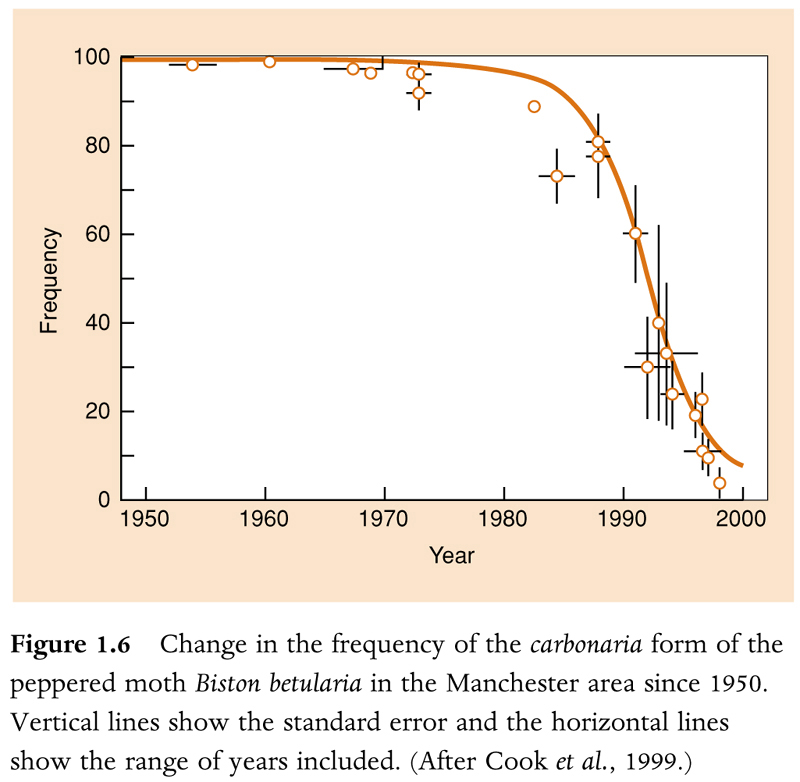 100
80
60
40
20
0
Frequency
1950 1960 1970 1980 1990 2000
Year
Figure 1.6 Change in the frequency of the carbonaria form of the
peppered moth Biston betularia in the Manchester area since 1950.
Vertical lines show the standard error and the horizontal lines
show the range of years included. (After Cook et al., 1999.)